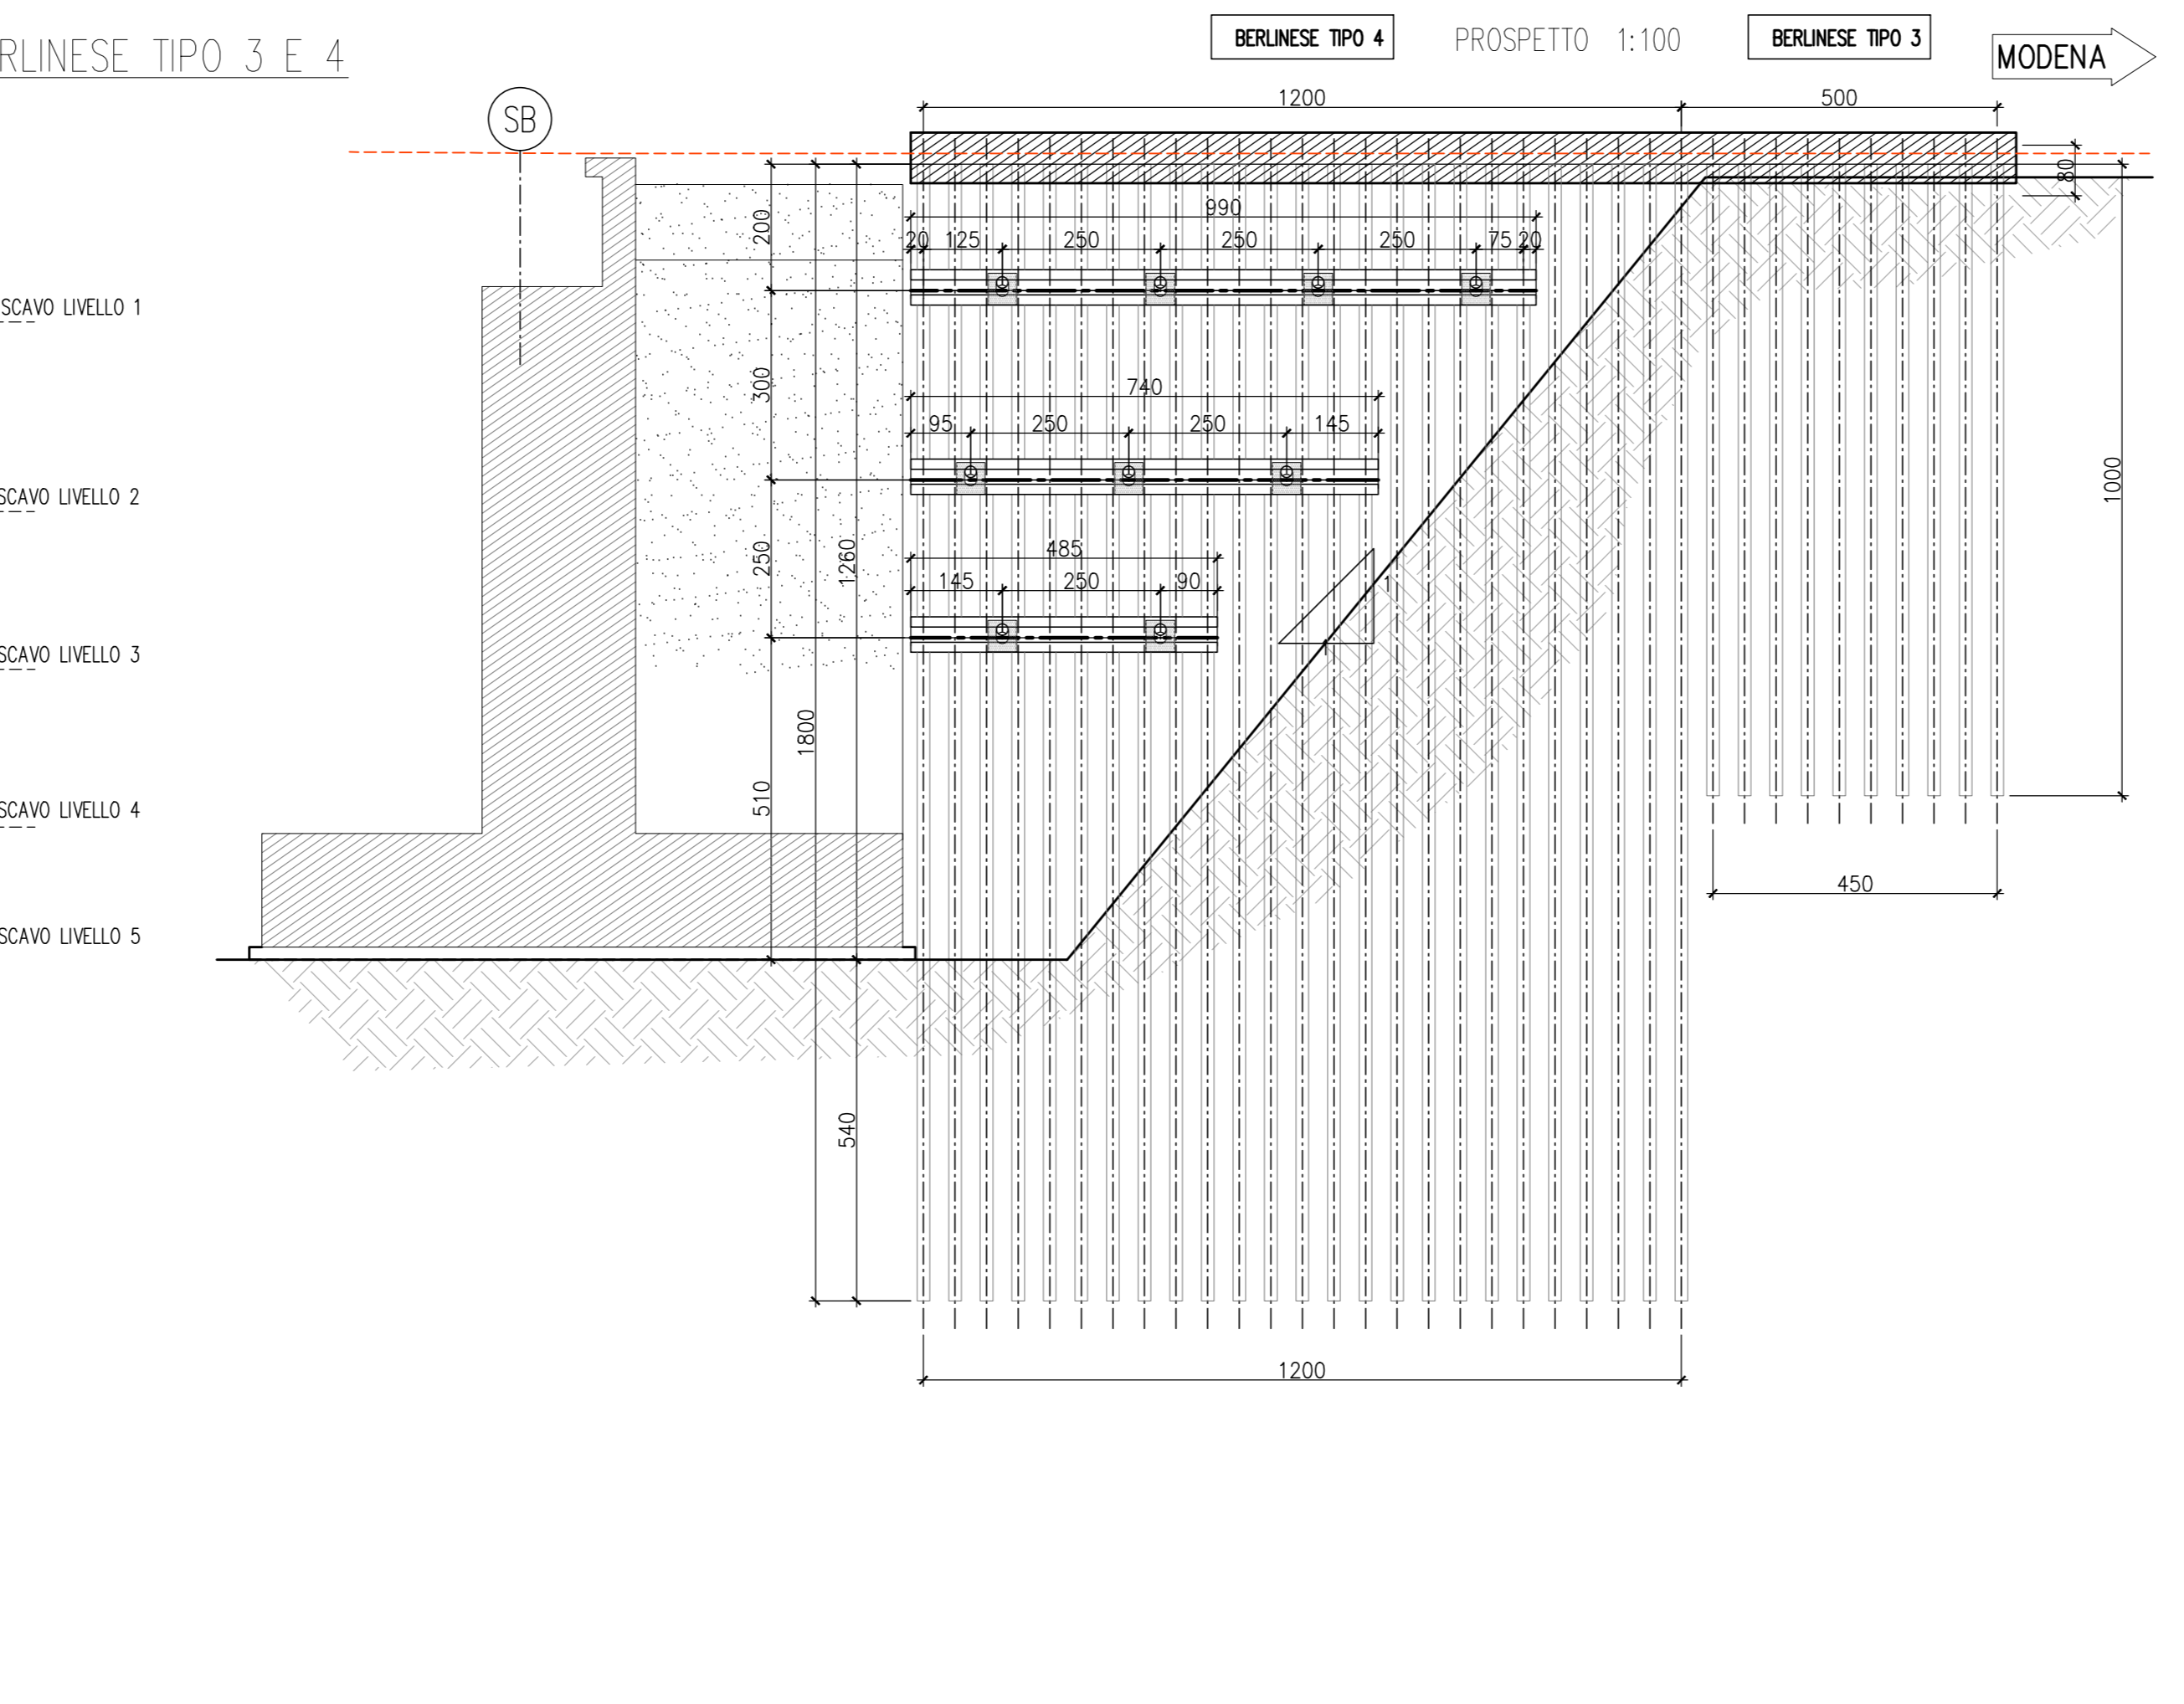 RLINESE TIPO 3 E 4
BERLINESE TIPO 4
PROSPETTO 1:100
BERLINESE TIPO 3
MODENA
SB
1200
500
80
990
200
20 125 250 250 250 75 20
SCAVO LIVELLO 1
300
740
95 250 250 145
1000
SCAVO LIVELLO 2
250
1260
485
145 250 90
1
1
SCAVO LIVELLO 3
1800
510
SCAVO LIVELLO 4
450
SCAVO LIVELLO 5
540
1200